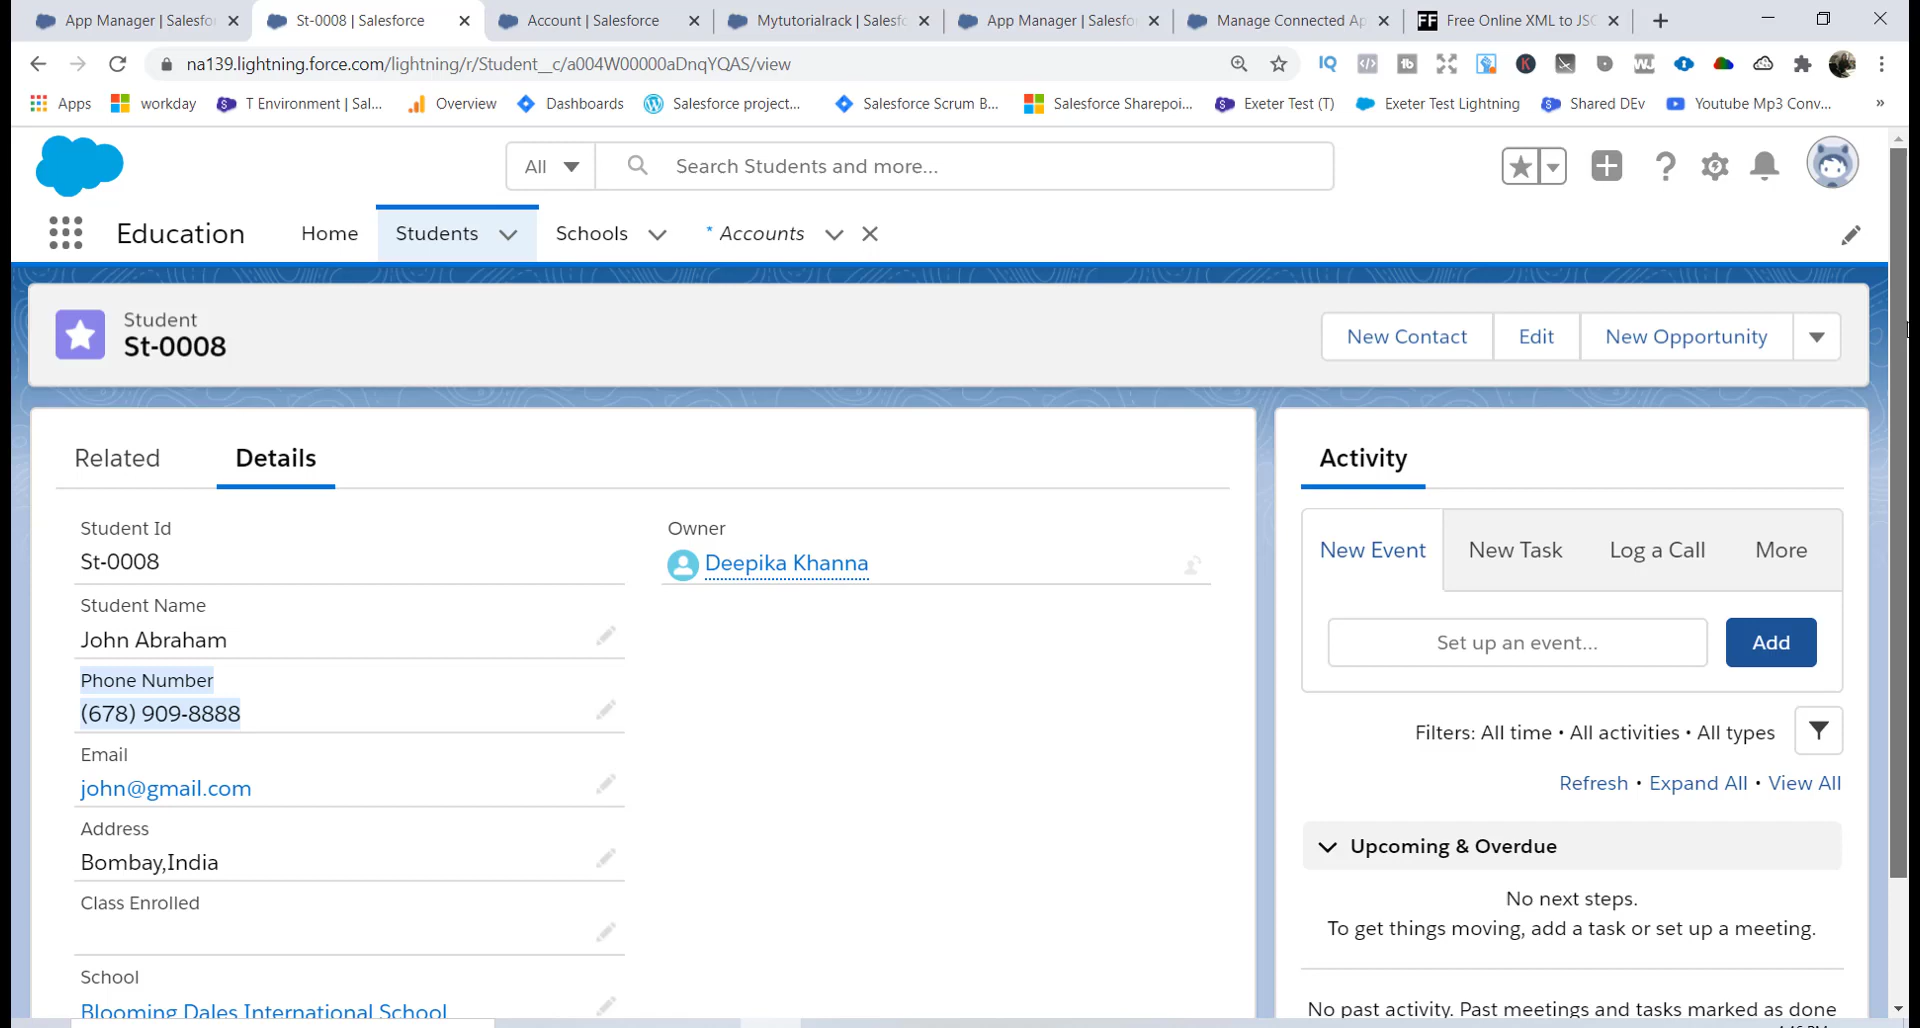 App Manager | Salesfo
St-0008 | Salesforce
Account | Salesforce
Mytutorialrack | Salesfc
App Manager | Salesfo
Manage Connected Ap
FF Free Online XML to JSO
na139.lightning.force.com/lightning/r/Student__c/a004W00000aDnqYQAS/view
IQ
tb
K
WJ
Apps
workday
T Environment | Sal...
Overview
Dashboards
Salesforce project...
Salesforce Scrum B...
Salesforce Sharepoi...
Exeter Test (T)
Exeter Test Lightning
Shared DEv
Youtube Mp3 Conv...
»
All
Search Students and more...
Education
Home
Students
Schools
* Accounts
Student
St-0008
New Contact
Edit
New Opportunity
Related
Details
Student Id
St-0008
Owner
Deepika Khanna
Student Name
John Abraham
Phone Number
(678) 909-8888
Email
john@gmail.com
Address
Bombay,India
Class Enrolled
School
Blooming Dales International School
Activity
New Event
New Task
Log a Call
More
Set up an event...
Add
Filters: All time • All activities • All types
Refresh • Expand All • View All
Upcoming & Overdue
No next steps.
To get things moving, add a task or set up a meeting.
No past activity. Past meetings and tasks marked as done